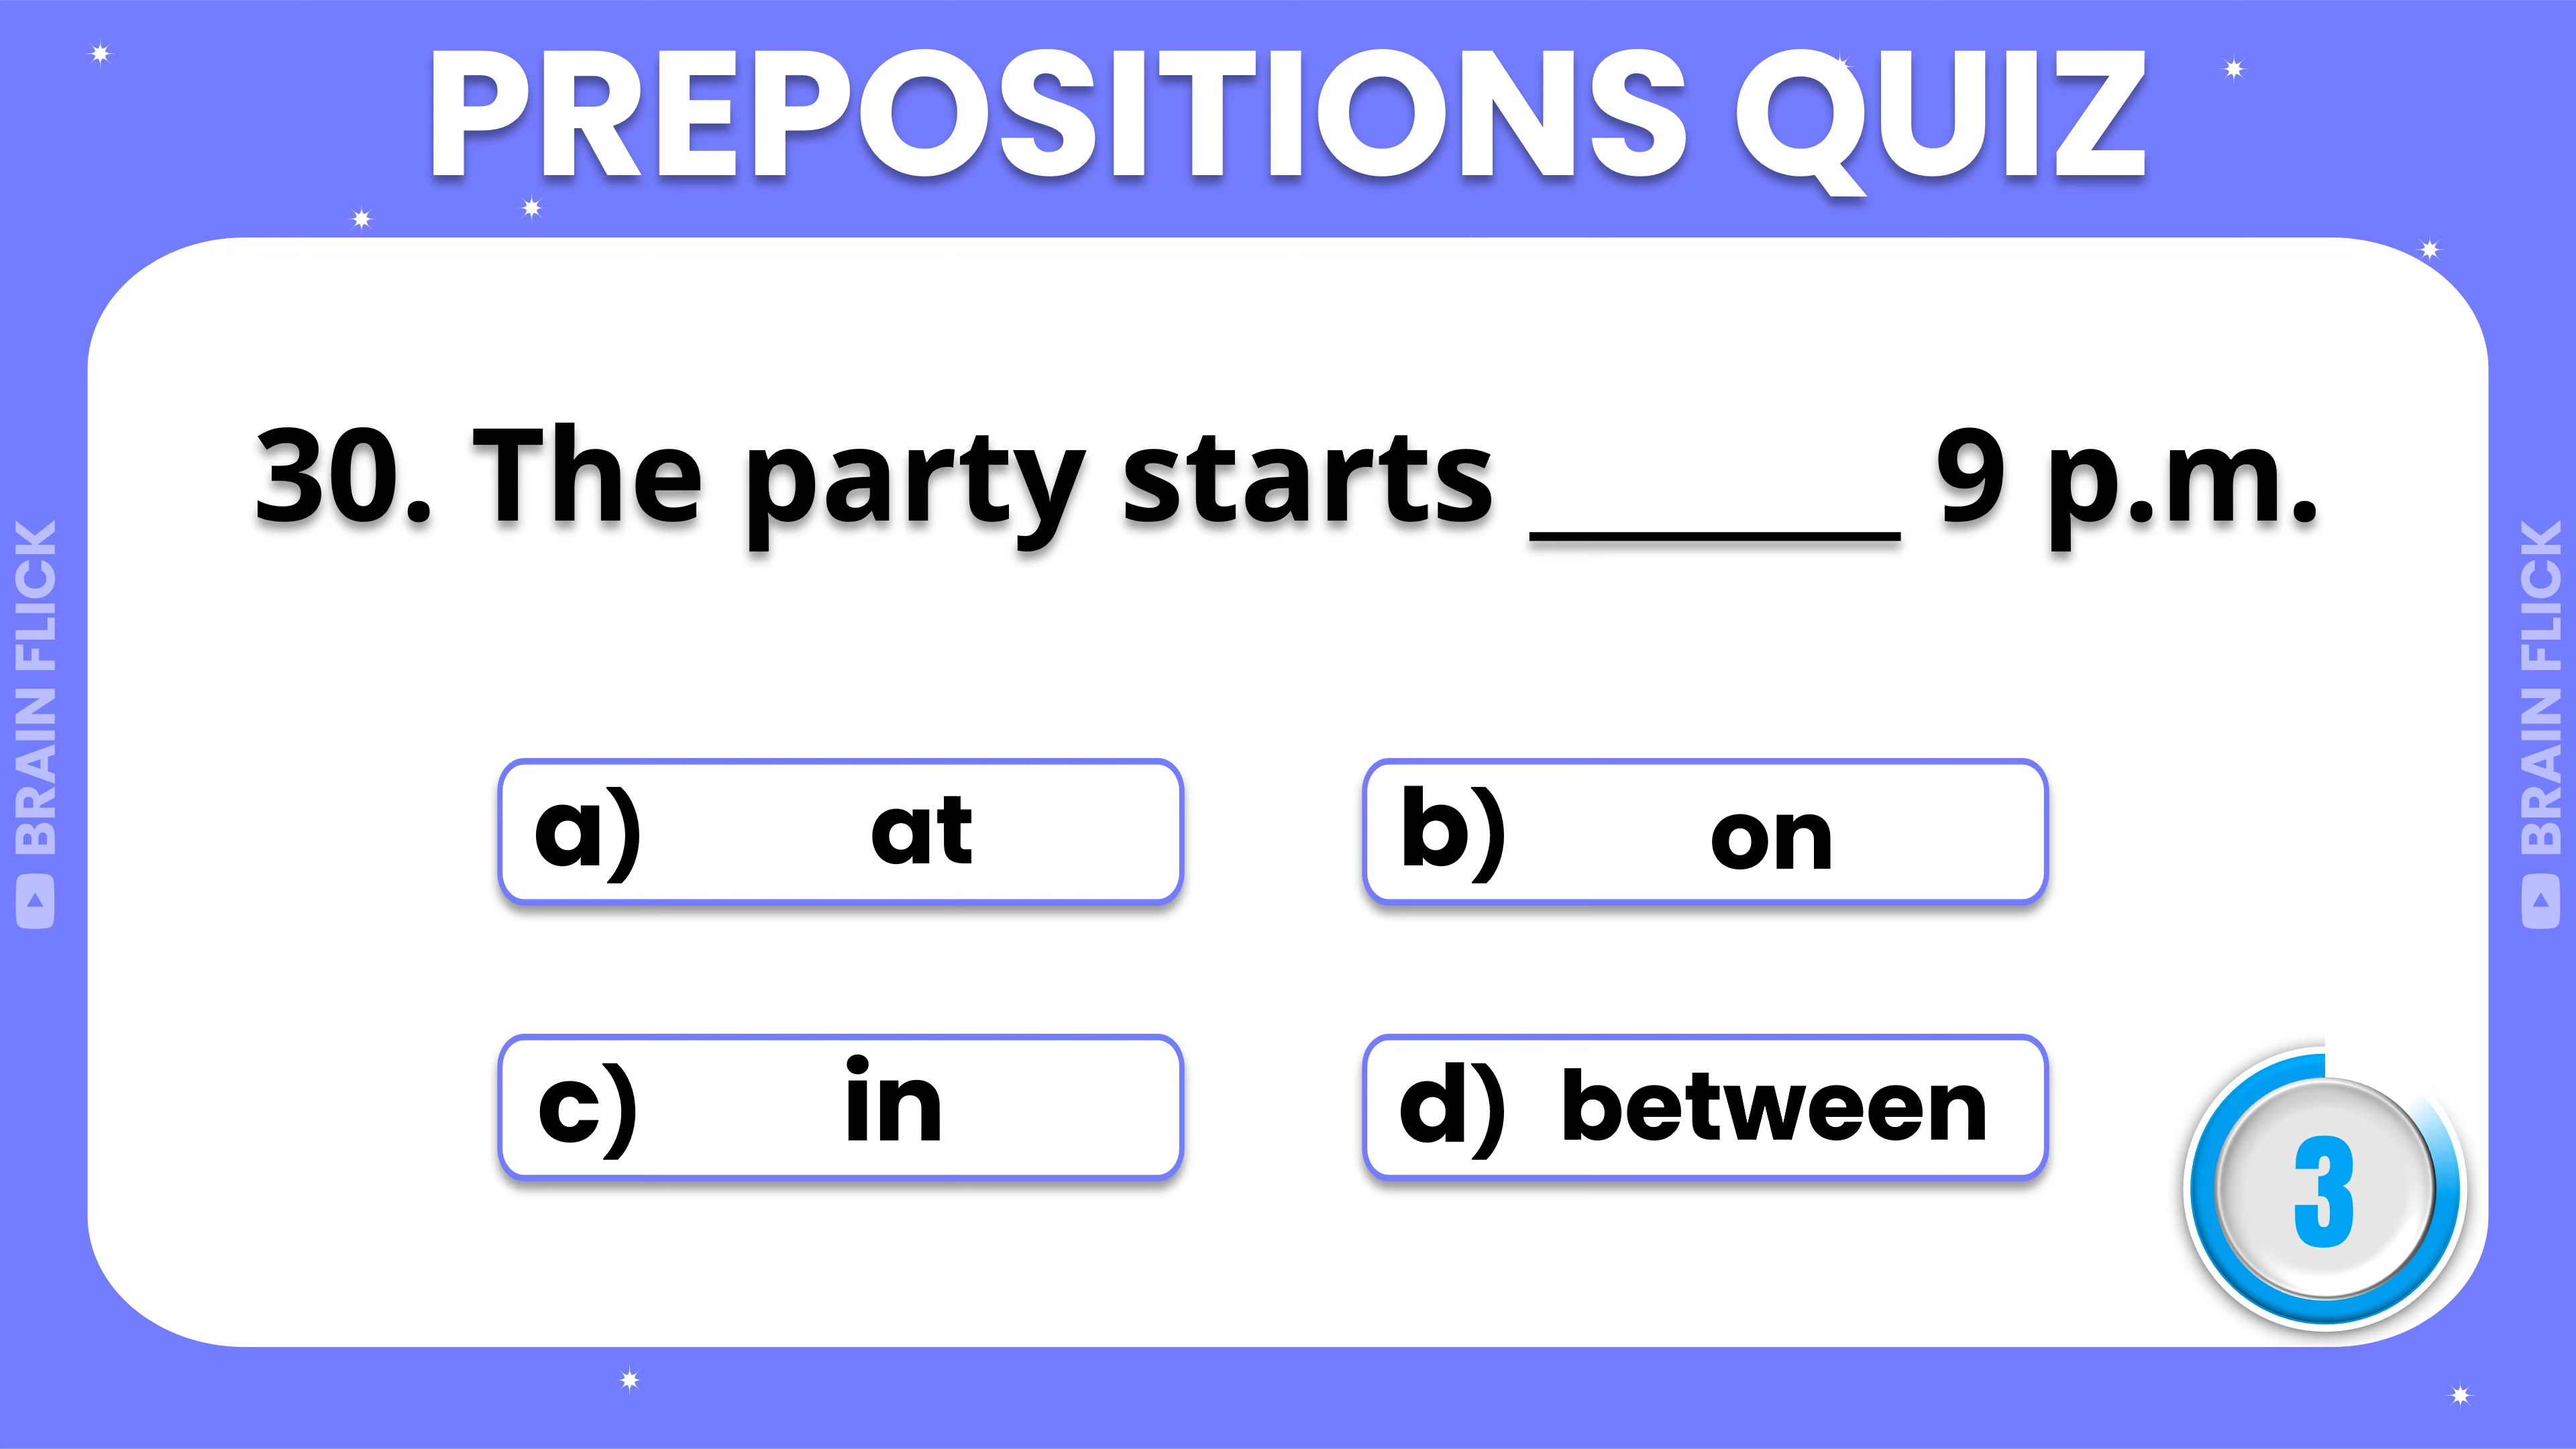 PREPOSITIONS QUIZ
30. The party starts ______ 9 p.m.
a) at
b) on
c) in
d) between
3
BRAIN FLICK
BRAIN FLICK